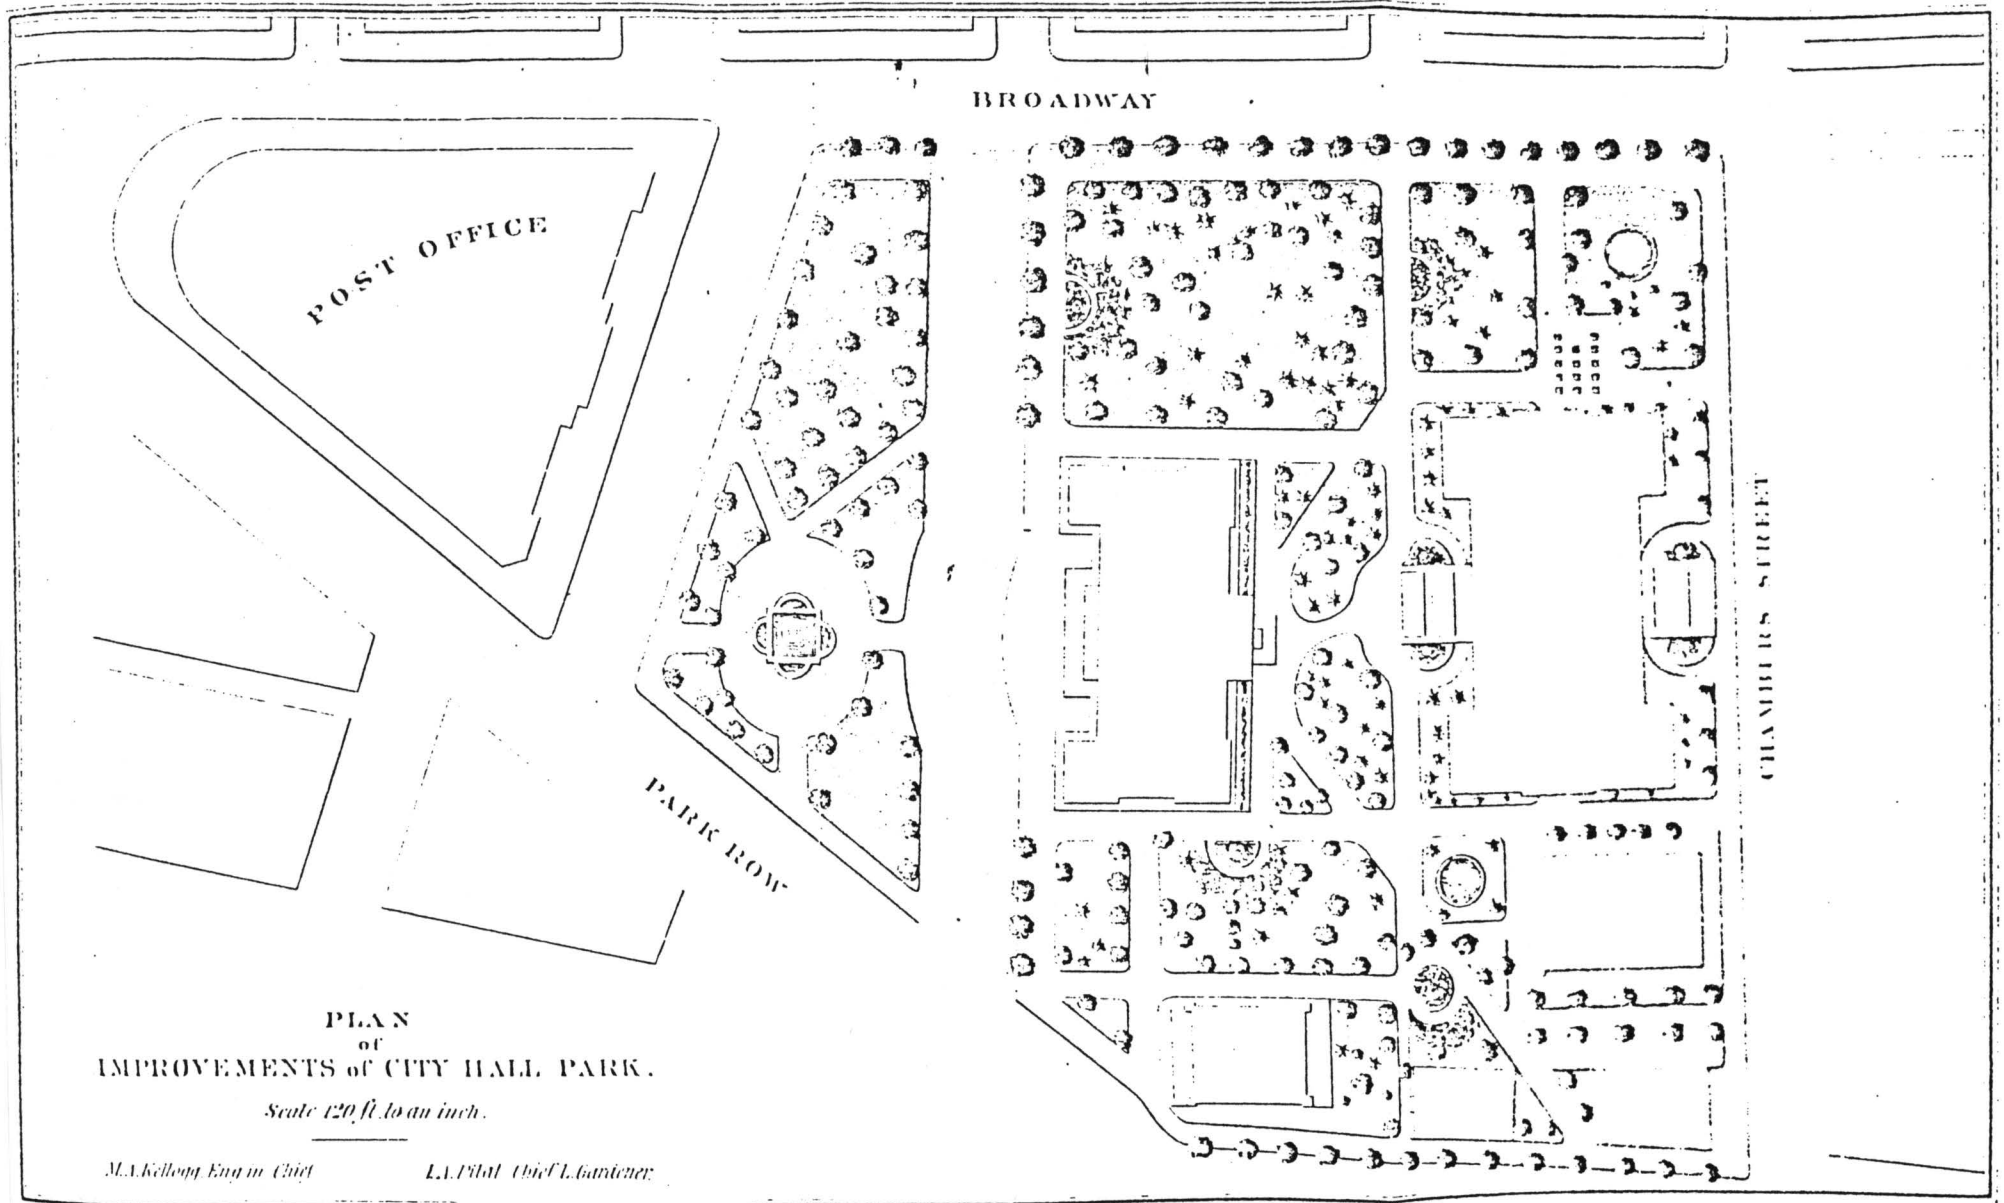 BROADWAY
POST OFFICE
CHAMBERS STREET
PARK ROW
PLAN
of
IMPROVEMENTS of CITY HALL PARK.
Scale 120 ft. to an inch.
M.A. Kellogg, Eng in Chief
I.A. Pilat Chief L. Gardener.